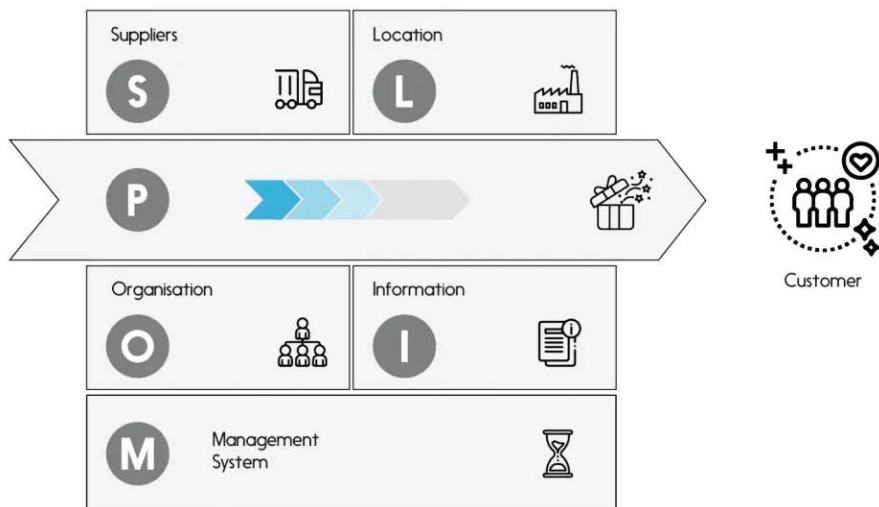 Suppliers
Location
S
L
P
Organisation
Information
O
I
i
M
Management
System
Customer